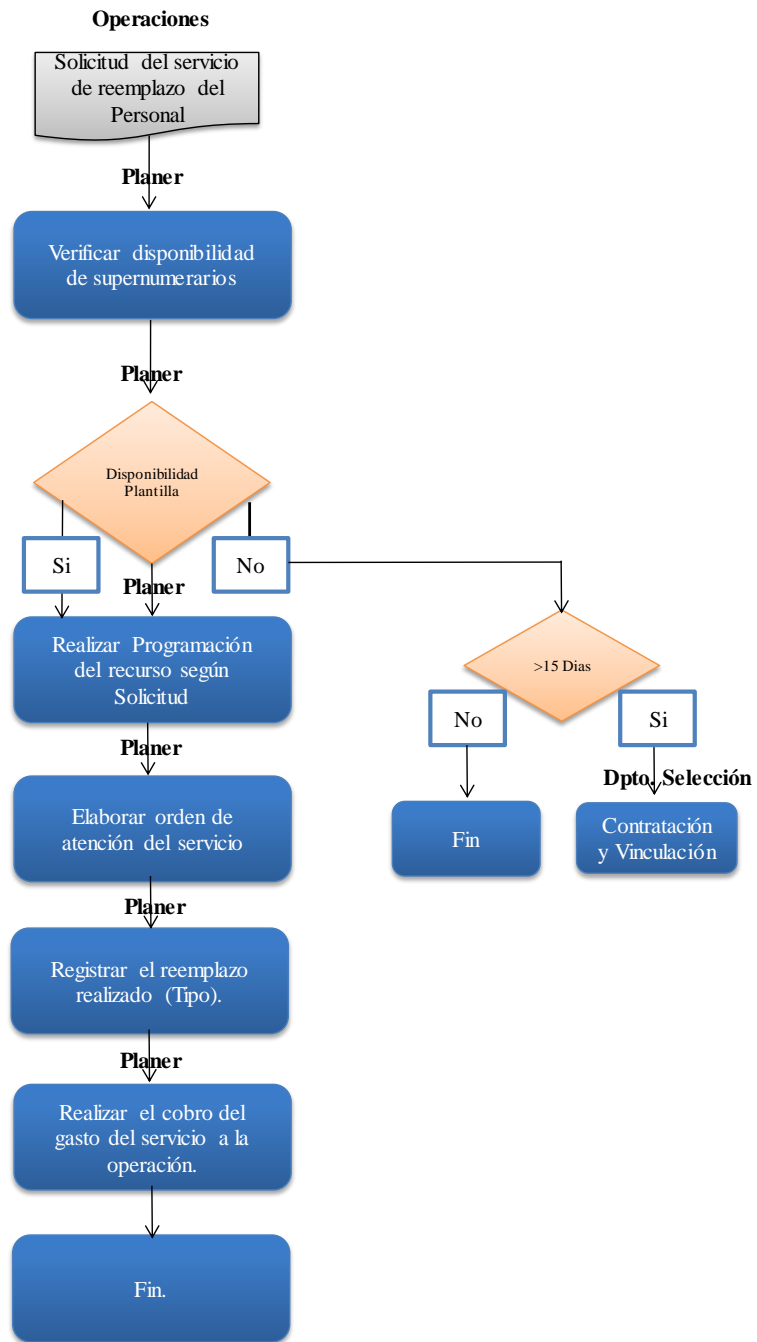 Operaciones
Solicitud del servicio
de reemplazo del
Personal
Planer
Verificar disponibilidad
de supernumerarios
Planer
Disponibilidad
Plantilla
Si
No
Planer
Realizar Programación
del recurso según
Solicitud
>15 Dias
No
Si
Planer
Dpto. Selección
Elaborar orden de
atención del servicio
Fin
Contratación
y Vinculación
Planer
Registrar el reemplazo
realizado (Tipo).
Planer
Realizar el cobro del
gasto del servicio a la
operación.
Fin.